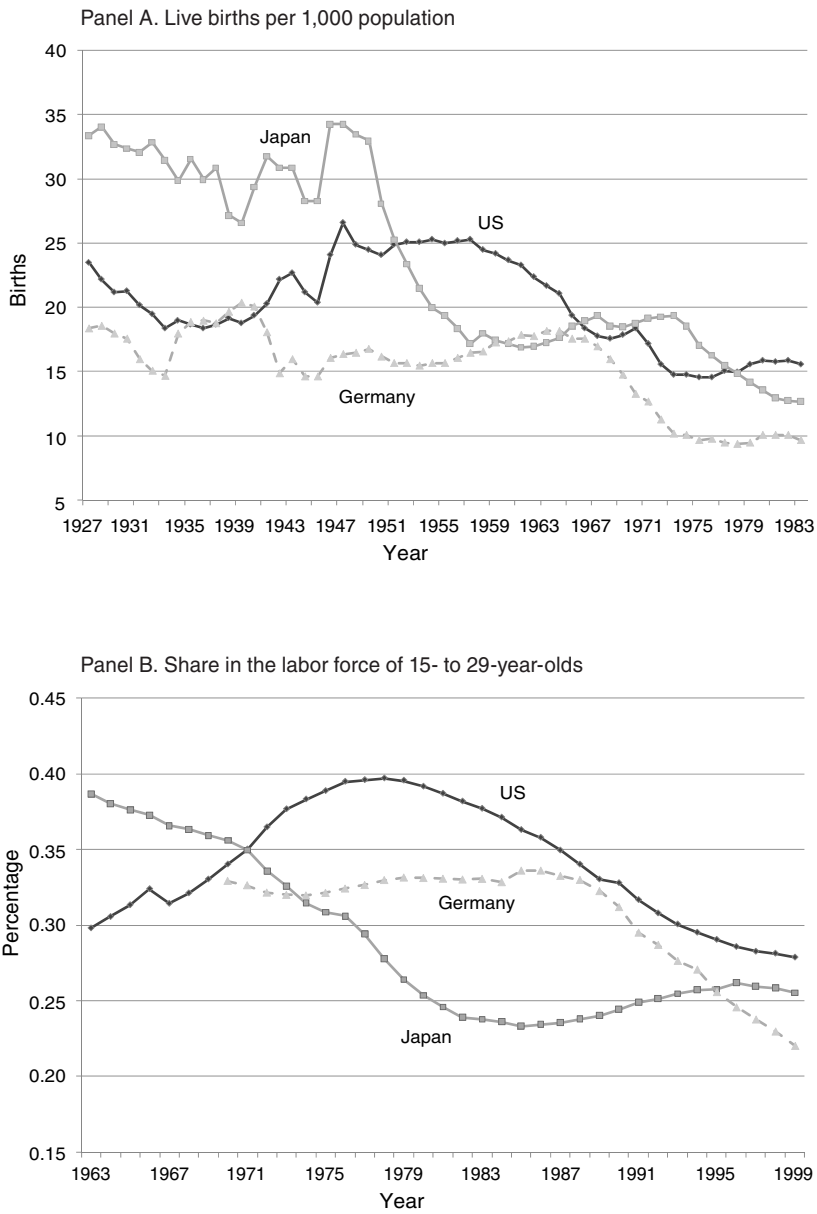 Panel A. Live births per 1,000 population
40
35
30
25
20
15
10
5
Births
Japan
US
Germany
1927 1931 1935 1939 1943 1947 1951 1955 1959 1963 1967 1971 1975 1979 1983
Year
Panel B. Share in the labor force of 15- to 29-year-olds
0.45
0.40
0.35
0.30
0.25
0.20
0.15
Percentage
US
Germany
Japan
1963 1967 1971 1975 1979 1983 1987 1991 1995 1999
Year